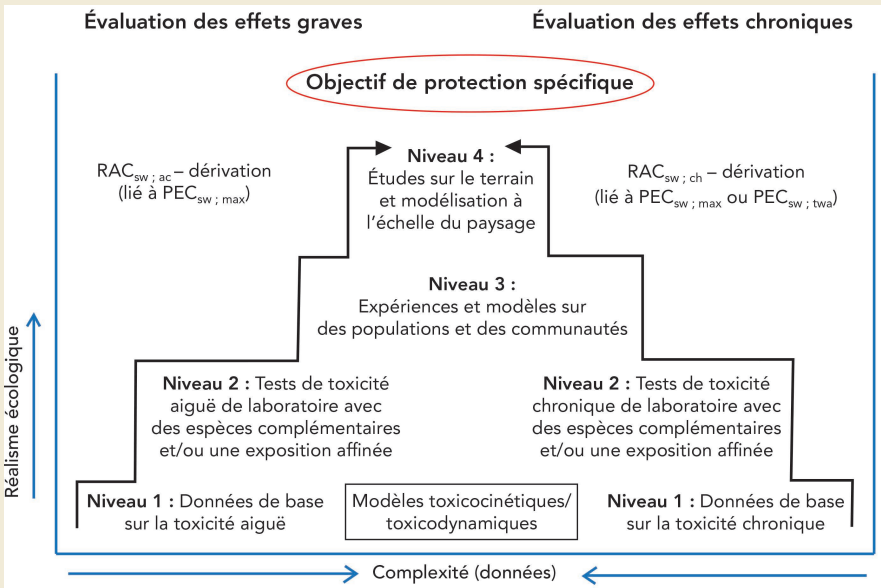 Évaluation des effets graves
Évaluation des effets chroniques
Objectif de protection spécifique
RACsw ; ac – dérivation
(lié à PECsw ; max)
Niveau 4 :
Études sur le terrain
et modélisation à
l'échelle du paysage
RACsw ; ch – dérivation
(lié à PECsw ; max ou PECsw ; twa)
Niveau 3 :
Expériences et modèles sur
des populations et des communautés
Réalisme écologique
Niveau 2 : Tests de toxicité
aiguë de laboratoire avec
des espèces complémentaires
et/ou une exposition affinée
Niveau 2 : Tests de toxicité
chronique de laboratoire avec
des espèces complémentaires
et/ou une exposition affinée
Niveau 1 : Données de base
sur la toxicité aiguë
Modèles toxicocinétiques/
toxicodynamiques
Niveau 1 : Données de base
sur la toxicité chronique
Complexité (données)